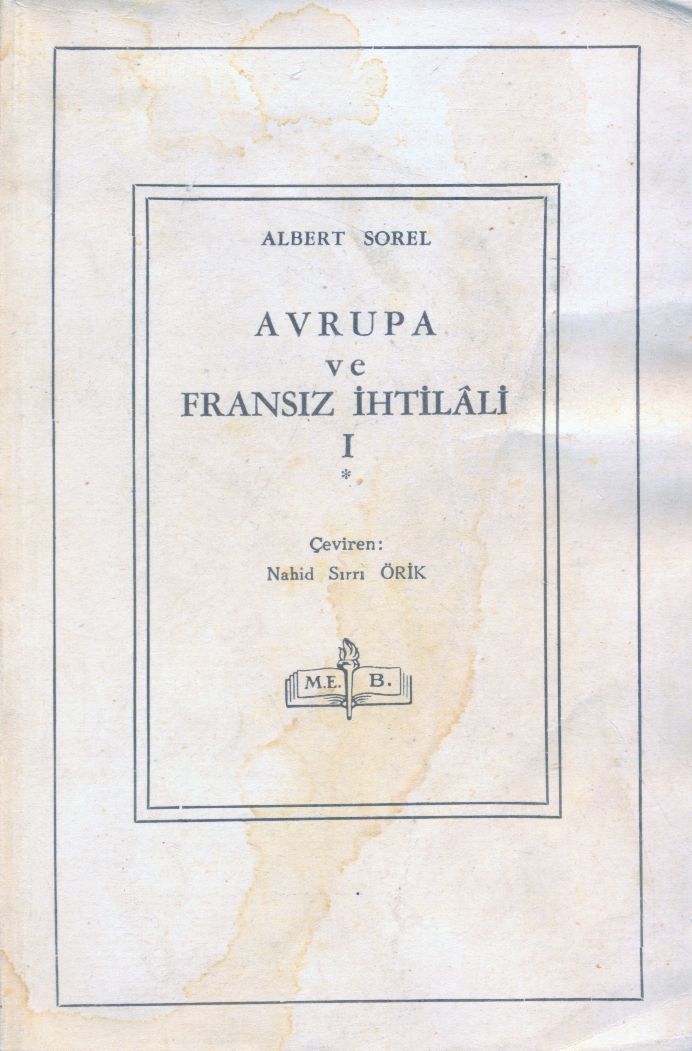 ALBERT SOREL
AVRUPA
ve
FRANSIZ İHTİLÂLİ
I
*
Çeviren:
Nahid Sırrı ÖRİK
M.E. B.